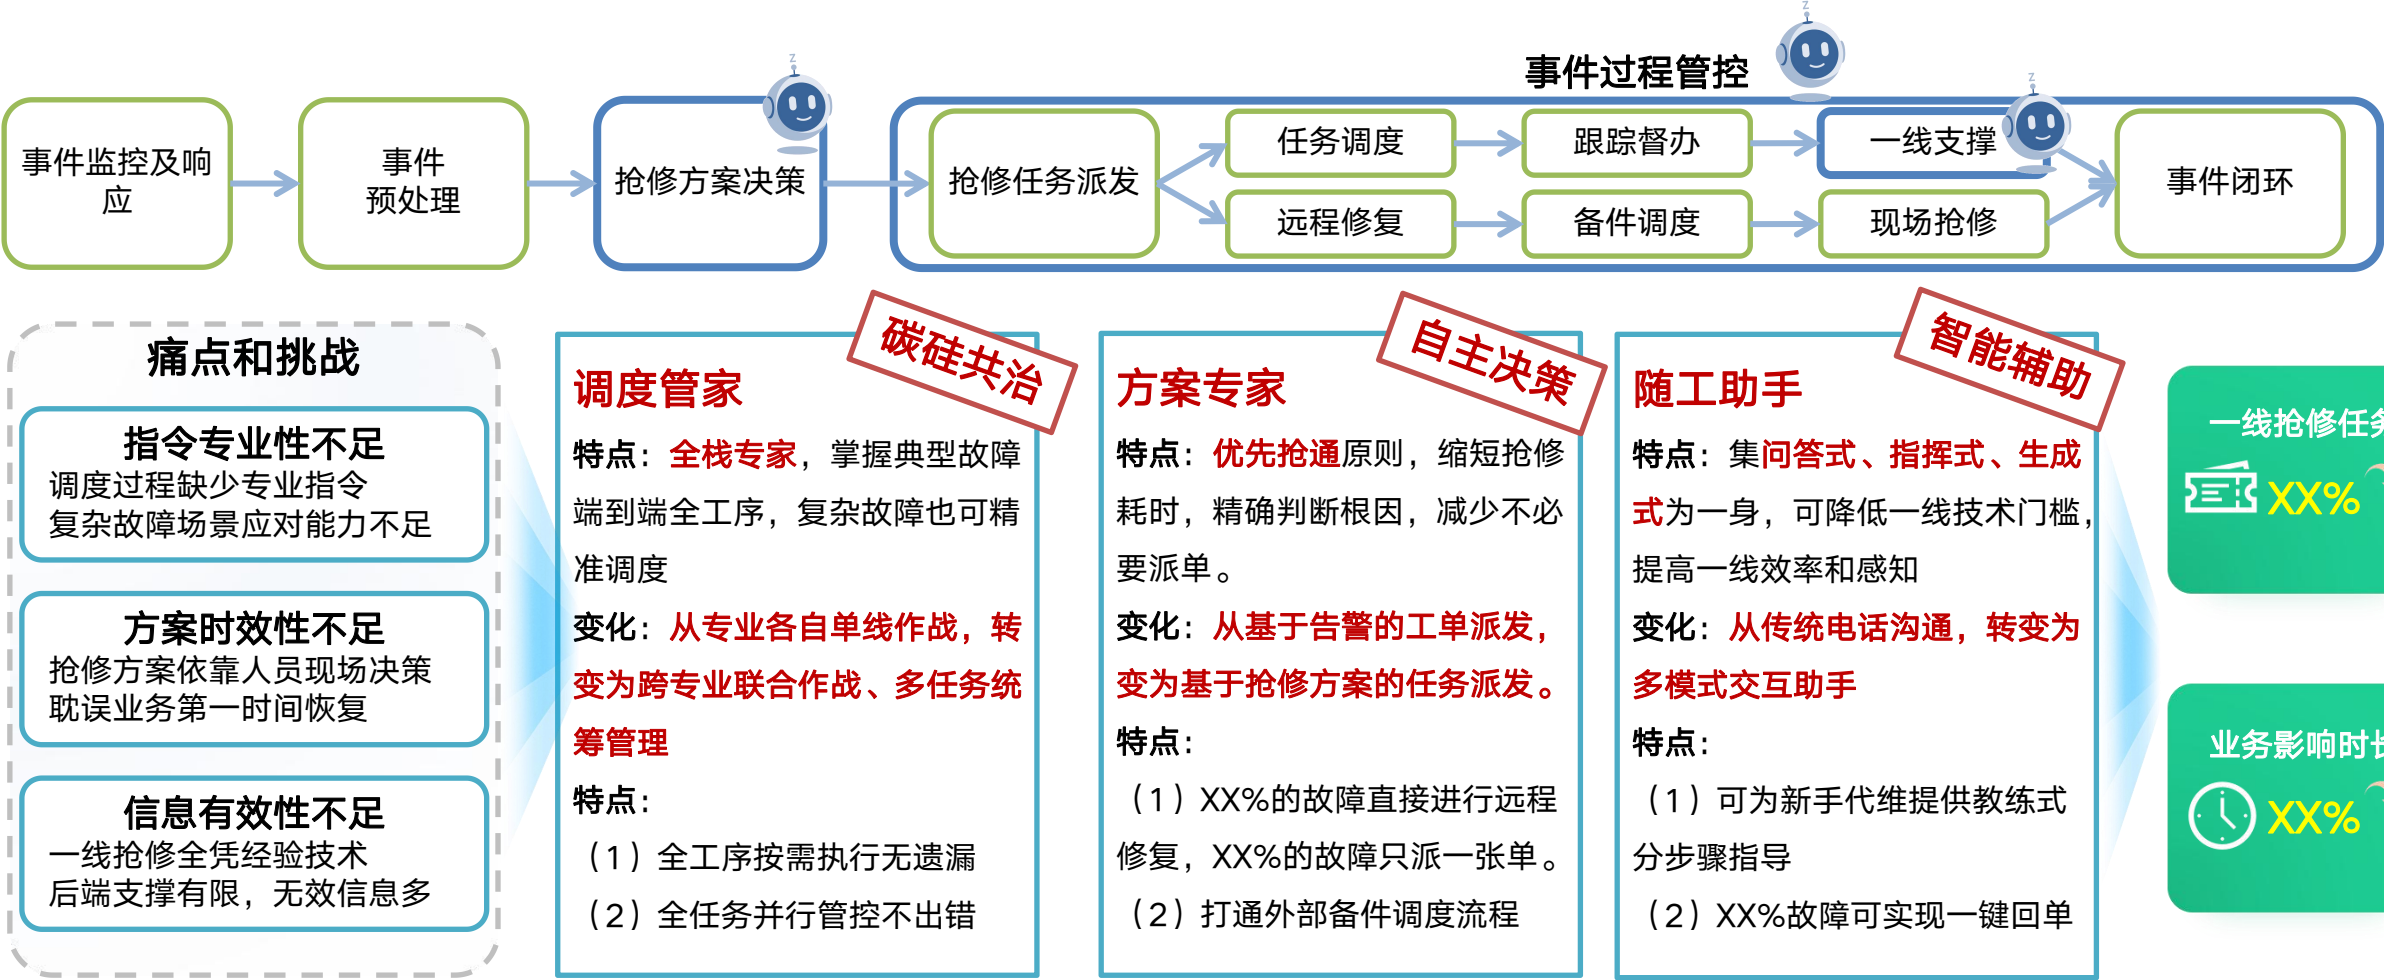 事件过程管控
事件监控及响
应
事件
预处理
抢修方案决策
抢修任务派发
任务调度
跟踪督办
一线支撑
远程修复
备件调度
现场抢修
事件闭环
痛点和挑战
指令专业性不足
调度过程缺少专业指令
复杂故障场景应对能力不足
方案时效性不足
抢修方案依靠人员现场决策
耽误业务第一时间恢复
信息有效性不足
一线抢修全凭经验技术
后端支撑有限，无效信息多
碳硅共治
调度管家
特点：全栈专家，掌握典型故障
端到端全工序，复杂故障也可精
准调度
变化：从专业各自单线作战，转
变为跨专业联合作战、多任务统
筹管理
特点：
（1）全工序按需执行无遗漏
（2）全任务并行管控不出错
自主决策
方案专家
特点：优先抢通原则，缩短抢修
耗时，精确判断根因，减少不必
要派单。
变化：从基于告警的工单派发，
变为基于抢修方案的任务派发。
特点：
（1）XX%的故障直接进行远程
修复，XX%的故障只派一张单。
（2）打通外部备件调度流程
智能辅助
随工助手
特点：集问答式、指挥式、生成
式为一身，可降低一线技术门槛，
提高一线效率和感知
变化：从传统电话沟通，转变为
多模式交互助手
特点：
（1）可为新手代维提供教练式
分步骤指导
（2）XX%故障可实现一键回单
一线抢修任务
XX%
业务影响时长
XX%